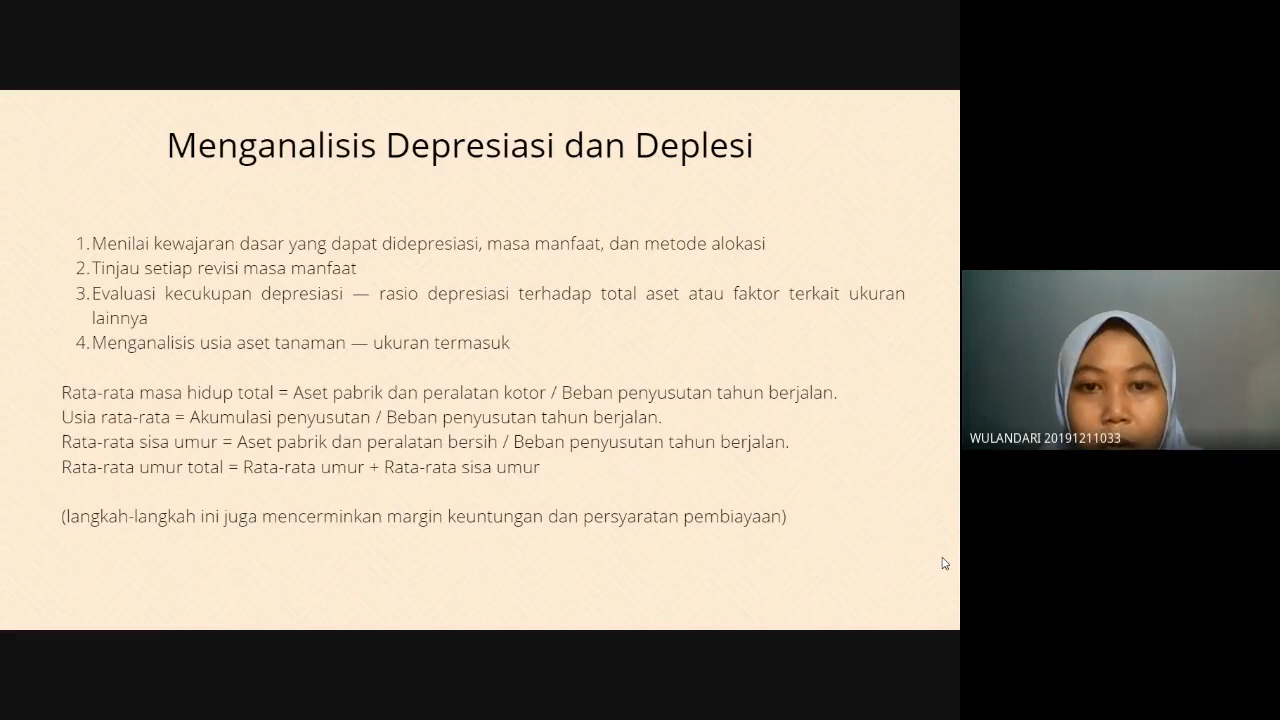 Menganalisis Depresiasi dan Deplesi
1. Menilai kewajaran dasar yang dapat didepresiasi, masa manfaat, dan metode alokasi
2. Tinjau setiap revisi masa manfaat
3. Evaluasi kecukupan depresiasi — rasio depresiasi terhadap total aset atau faktor terkait ukuran
lainnya
4. Menganalisis usia aset tanaman — ukuran termasuk
Rata-rata masa hidup total = Aset pabrik dan peralatan kotor / Beban penyusutan tahun berjalan.
Usia rata-rata = Akumulasi penyusutan / Beban penyusutan tahun berjalan.
Rata-rata sisa umur = Aset pabrik dan peralatan bersih / Beban penyusutan tahun berjalan.
Rata-rata umur total = Rata-rata umur + Rata-rata sisa umur
(langkah-langkah ini juga mencerminkan margin keuntungan dan persyaratan pembiayaan)
WULANDARI 20191211033